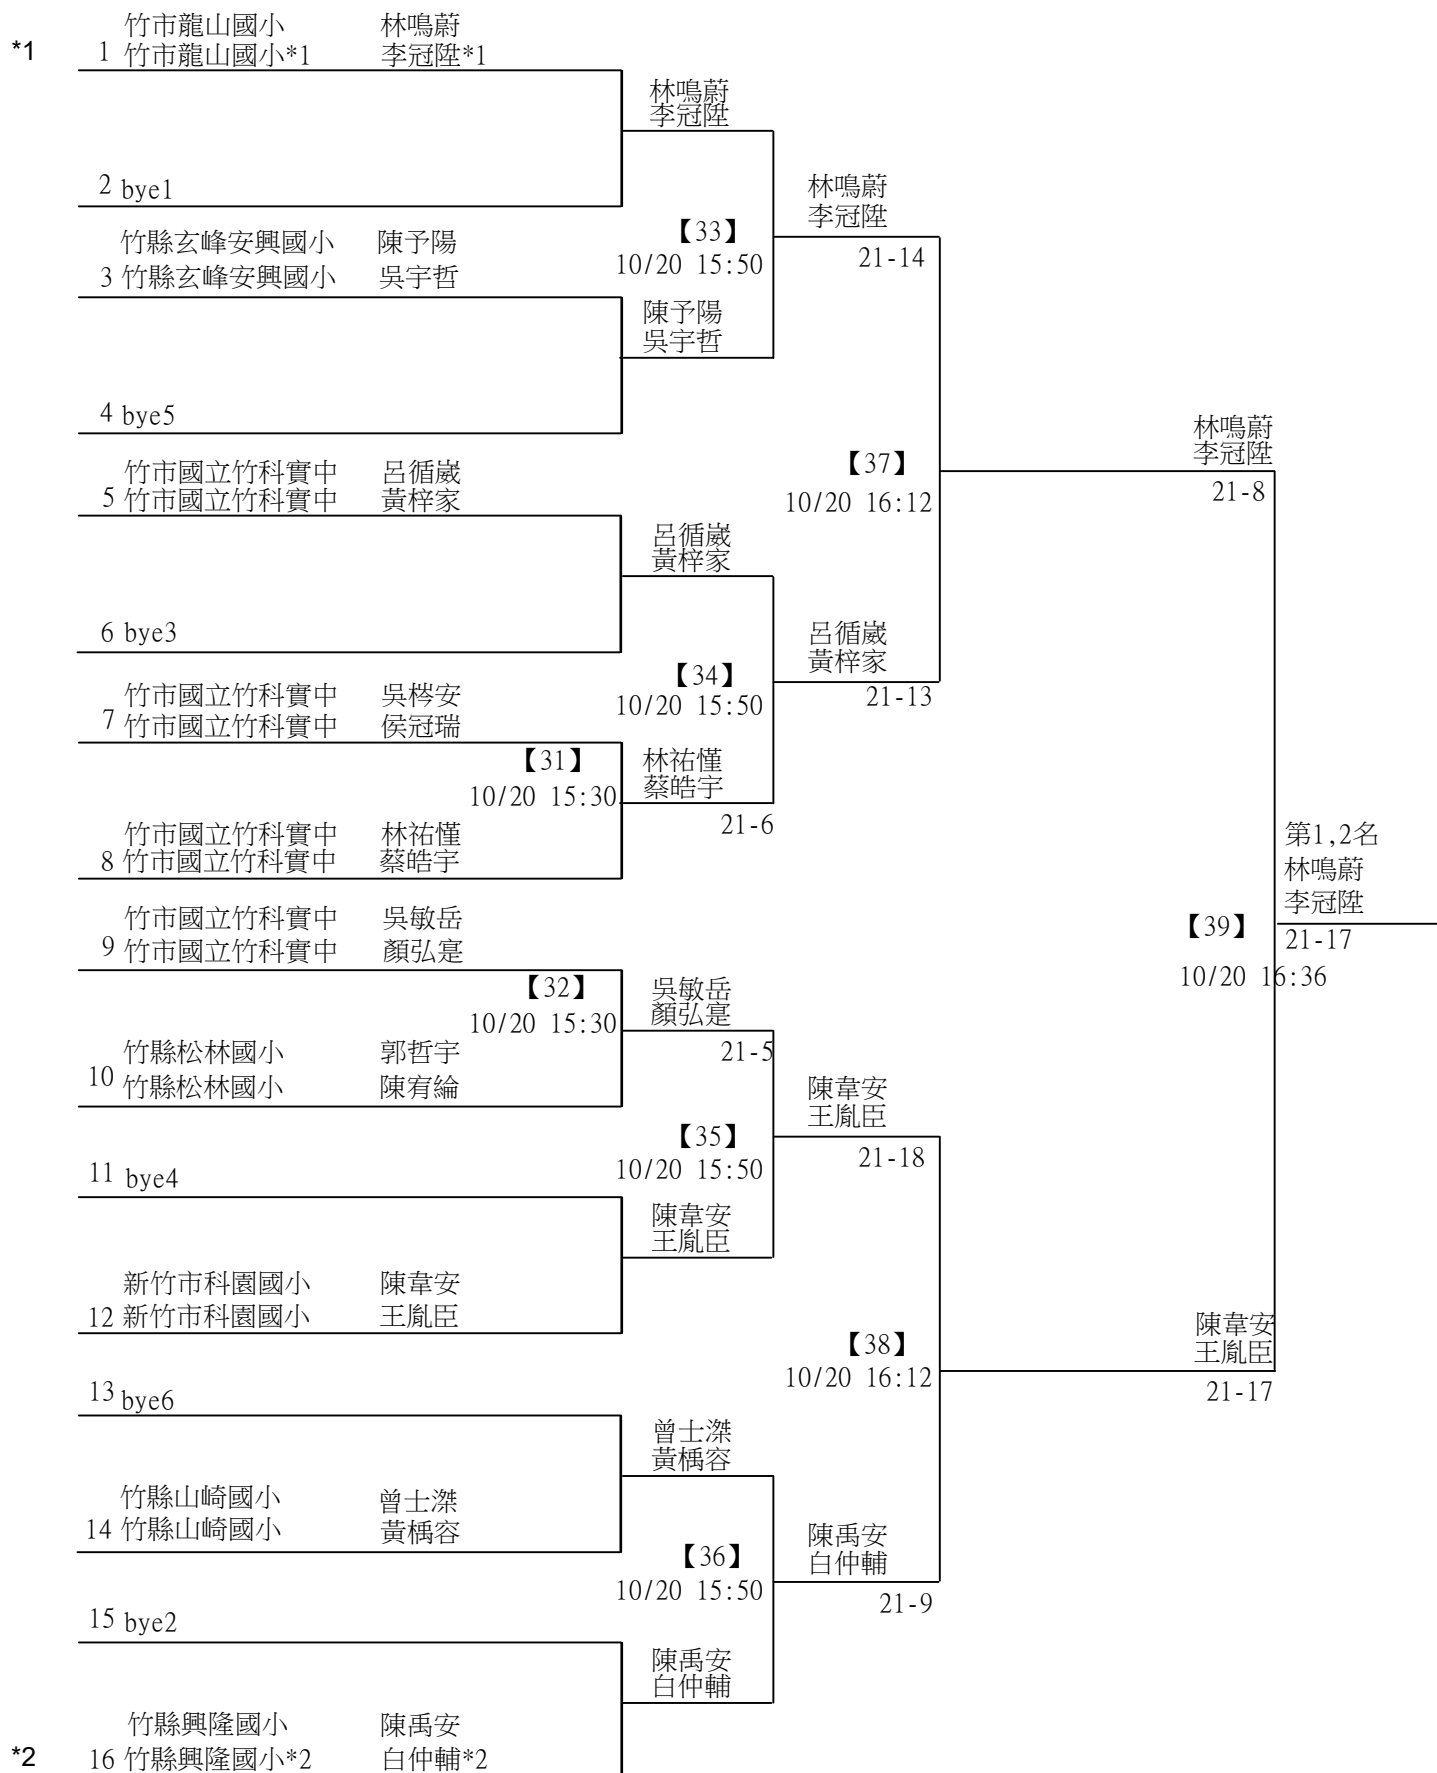 竹市龍山國小 林鳴蔚
*1 1 竹市龍山國小*1 李冠陞*1
林鳴蔚
李冠陞
2 bye1
林鳴蔚
李冠陞
21-14
竹縣玄峰安興國小 陳予陽
3 竹縣玄峰安興國小 吳宇哲
【33】
10/20 15:50
陳予陽
吳宇哲
4 bye5
林鳴蔚
李冠陞
21-8
竹市國立竹科實中 呂循崴
5 竹市國立竹科實中 黃梓家
【37】
10/20 16:12
呂循崴
黃梓家
6 bye3
呂循崴
黃梓家
21-13
【34】
10/20 15:50
竹市國立竹科實中 吳梣安
7 竹市國立竹科實中 侯冠瑞
【31】
10/20 15:30
林祐慬
蔡皓宇
21-6
竹市國立竹科實中 林祐慬
8 竹市國立竹科實中 蔡皓宇
第1,2名
林鳴蔚
李冠陞
21-17
【39】
10/20 16:36
竹市國立竹科實中 吳敏岳
9 竹市國立竹科實中 顏弘寔
【32】
10/20 15:30
吳敏岳
顏弘寔
21-5
竹縣松林國小 郭哲宇
10 竹縣松林國小 陳宥綸
陳韋安
王胤臣
21-18
【35】
10/20 15:50
11 bye4
陳韋安
王胤臣
新竹市科園國小 陳韋安
12 新竹市科園國小 王胤臣
【38】
10/20 16:12
陳韋安
王胤臣
21-17
13 bye6
曾士滐
黃楀容
竹縣山崎國小 曾士滐
14 竹縣山崎國小 黃楀容
【36】
10/20 15:50
陳禹安
白仲輔
21-9
15 bye2
陳禹安
白仲輔
竹縣興隆國小 陳禹安
*2 16 竹縣興隆國小*2 白仲輔*2